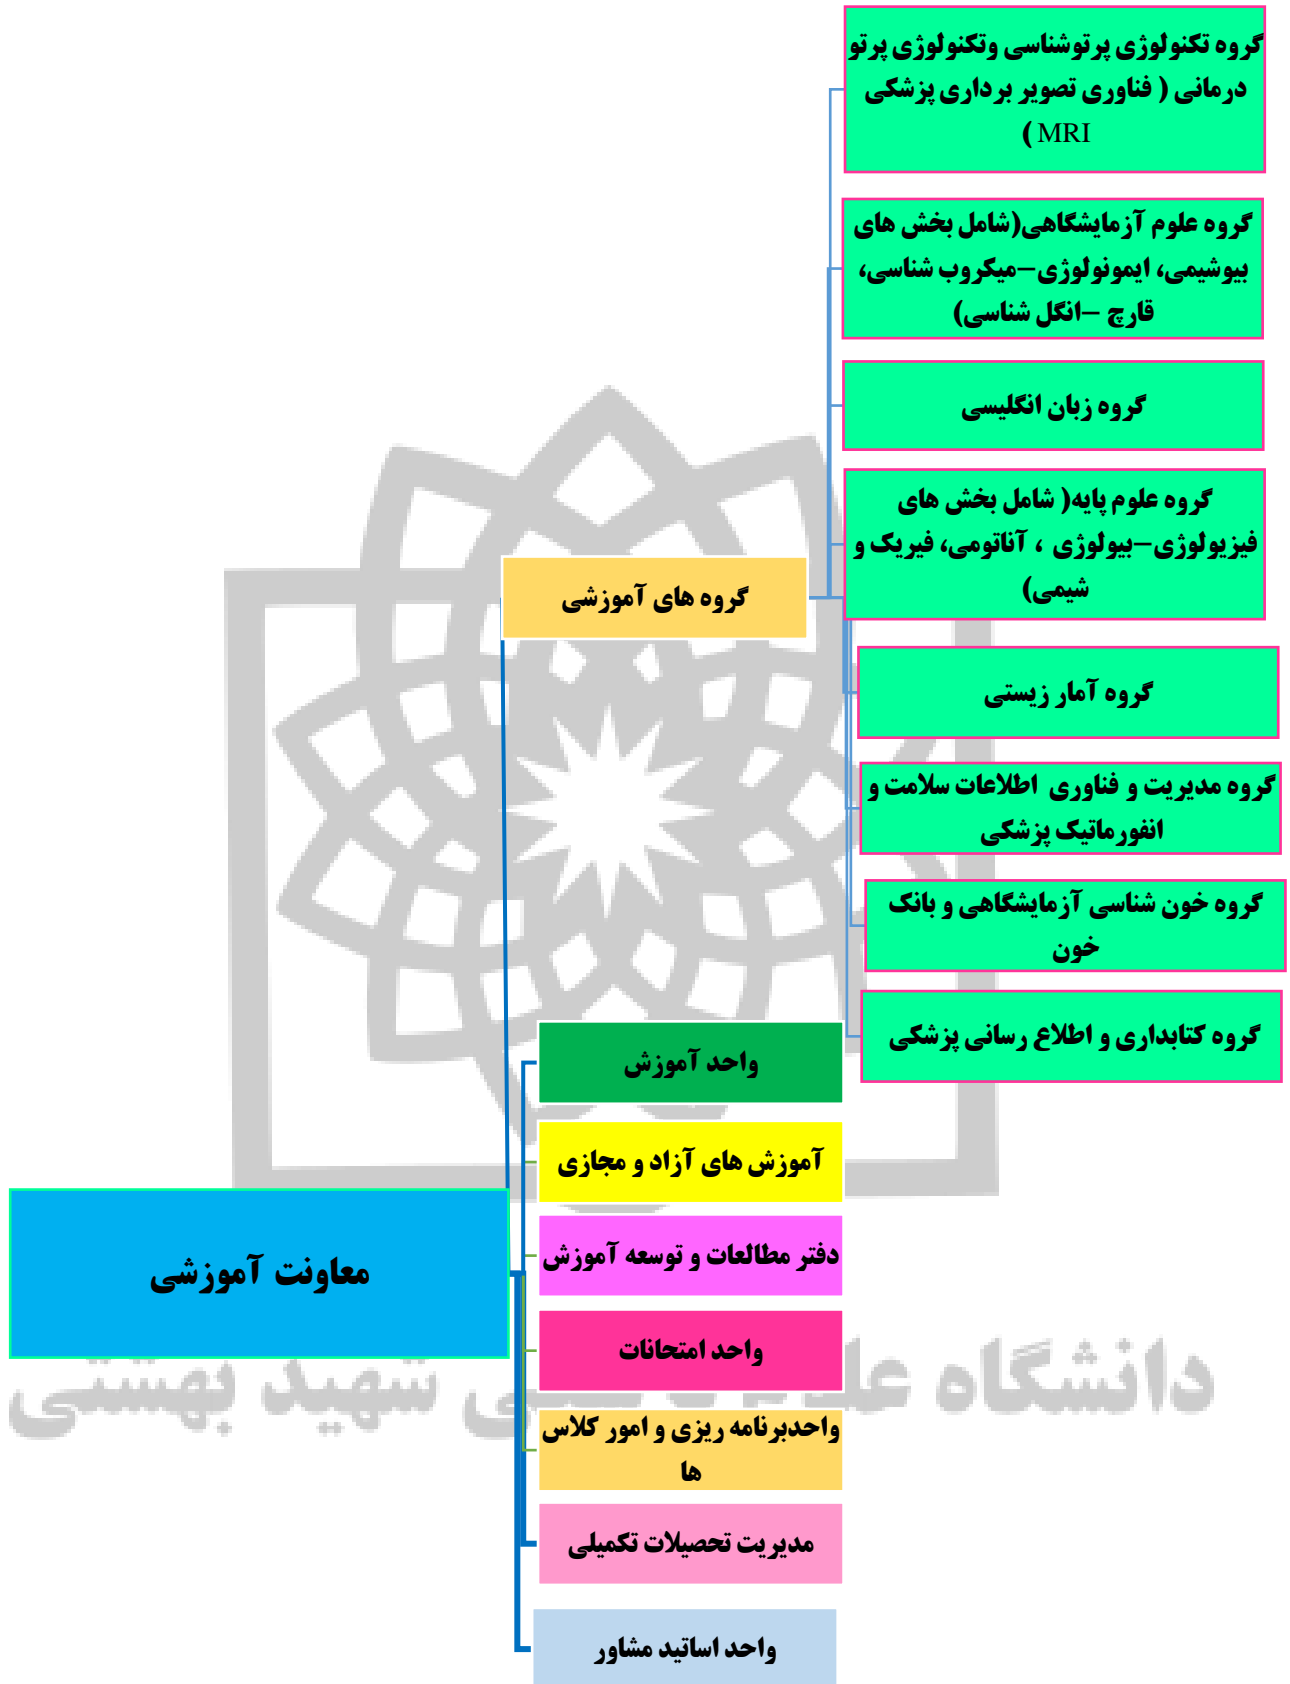 گروه تکنولوژی پرتوشناسی وتکنولوژی پرتو
درمانی ( فناوری تصویر برداری پزشکی
MRI )
گروه علوم آزمایشگاهی(شامل بخش های
بیوشیمی، ایمونولوژی–میکروب شناسی،
قارچ –انگل شناسی)
گروه زبان انگلیسی
گروه علوم پایه( شامل بخش های
فیزیولوژی–بیولوژی ، آناتومی، فیریک و
شیمی)
گروه های آموزشی
گروه آمار زیستی
گروه مدیریت و فناوری اطلاعات سلامت و
انفورماتیک پزشکی
گروه خون شناسی آزمایشگاهی و بانک
خون
گروه کتابداری و اطلاع رسانی پزشکی
واحد آموزش
آموزش های آزاد و مجازی
دفتر مطالعات و توسعه آموزش
معاونت آموزشی
واحد امتحانات
دانشگاه شهید بهشتی
واحدبرنامه ریزی و امور کلاس
ها
مدیریت تحصیلات تکمیلی
واحد اساتید مشاور